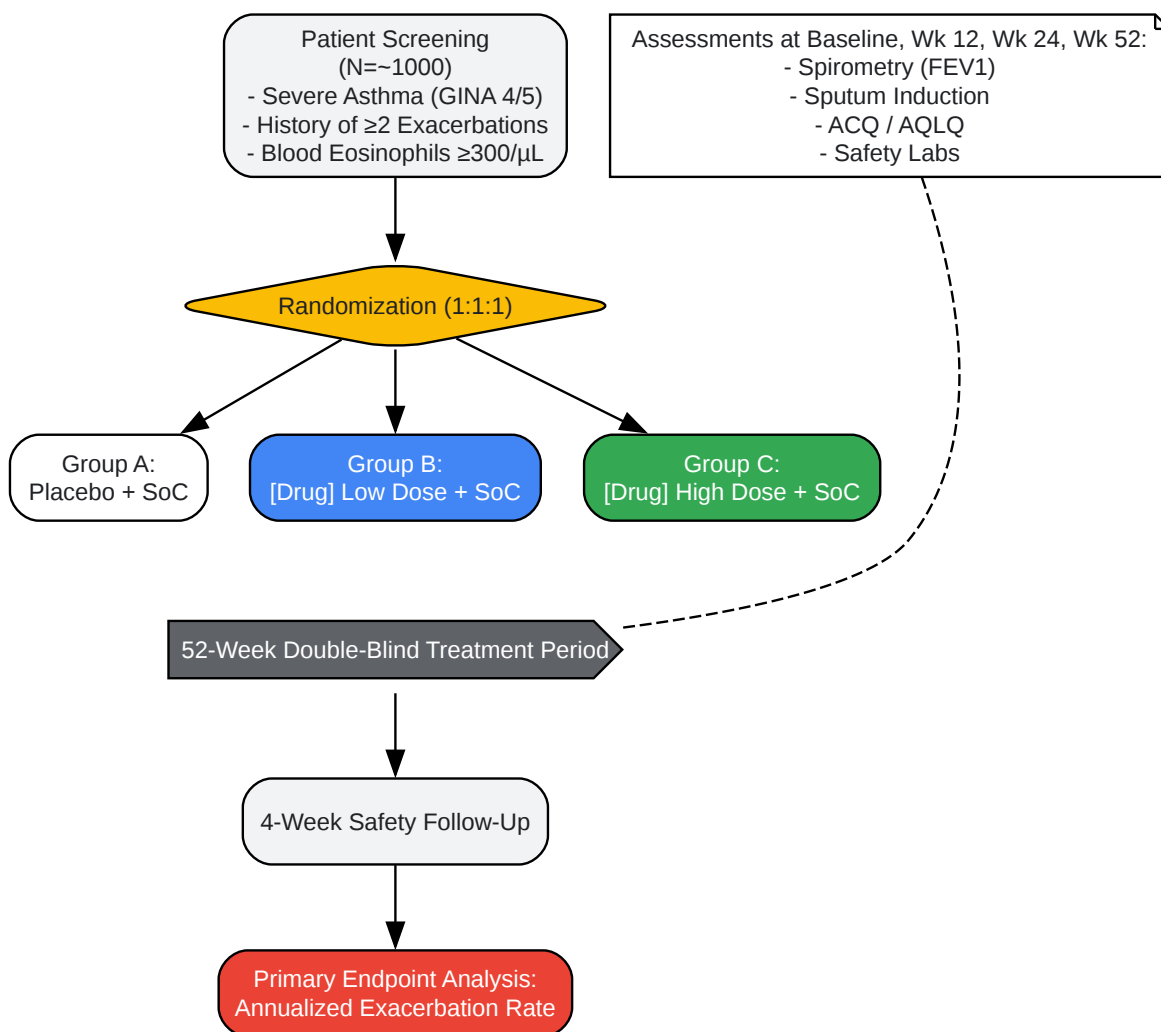 Patient Screening
(N=~1000)
- Severe Asthma (GINA 4/5)
- History of ≥2 Exacerbations
- Blood Eosinophils ≥300/µL
Assessments at Baseline, Wk 12, Wk 24, Wk 52:
- Spirometry (FEV1)
- Sputum Induction
- ACQ / AQLQ
- Safety Labs
Randomization (1:1:1)
Group A:
Placebo + SoC
Group B:
[Drug] Low Dose + SoC
Group C:
[Drug] High Dose + SoC
52-Week Double-Blind Treatment Period
4-Week Safety Follow-Up
Primary Endpoint Analysis:
Annualized Exacerbation Rate